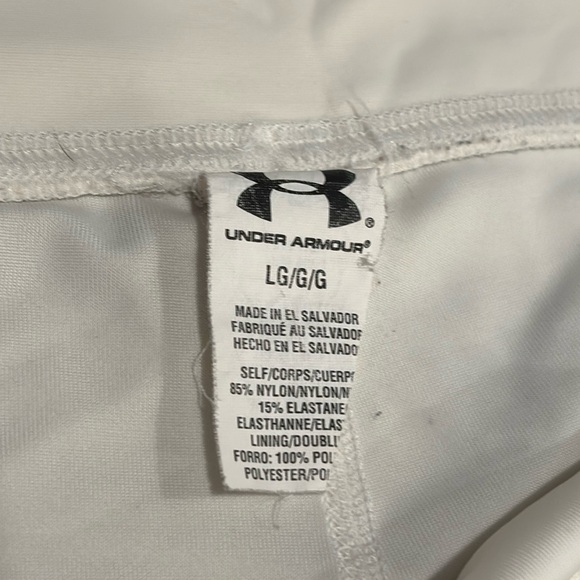 UNDER ARMOUR®
LG/G/G
MADE IN EL SALVADOR
FABRIQUÉ AU SALVADOR
HECHO EN EL SALVADO
SELF/CORPS/CUERP
85% NYLON/NYLON/N
15% ELASTANE/
ELASTHANNE/ELAS
LINING/DOUBLU
FORRO: 100% POL
POLYESTER/PO